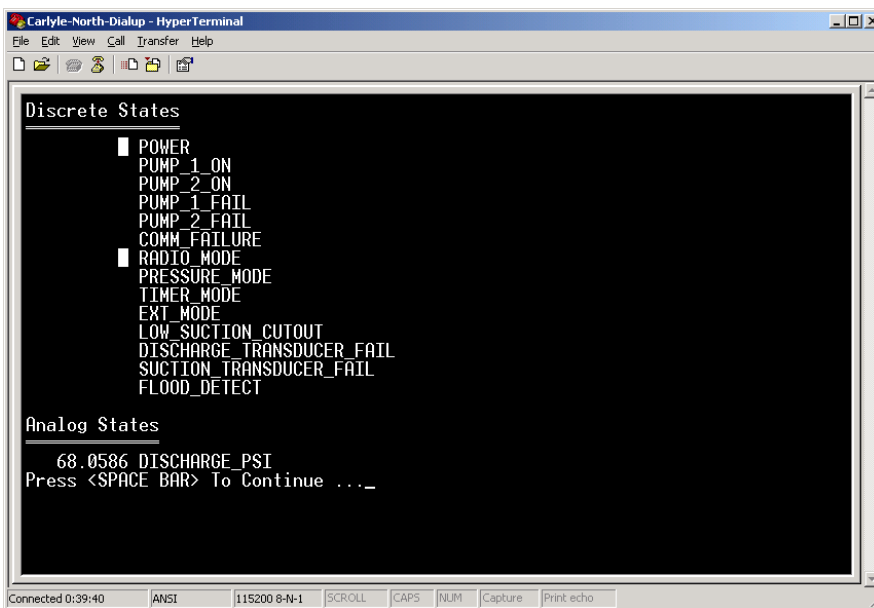 Carlyle-North-Dialup - HyperTerminal
File Edit View Call Transfer Help
Discrete States
POWER
PUMP_1_ON
PUMP_2_ON
PUMP_1_FAIL
PUMP_2_FAIL
COMM_FAILURE
RADIO_MODE
PRESSURE_MODE
TIMER_MODE
EXT_MODE
LOW_SUCTION_CUTOUT
DISCHARGE_TRANSDUCER_FAIL
SUCTION_TRANSDUCER_FAIL
FLOOD_DETECT
Analog States
68.0586 DISCHARGE_PSI
Press <SPACE BAR> To Continue ..._
Connected 0:39:40 ANSI 115200 8-N-1 SCROLL CAPS NUM Capture Print echo